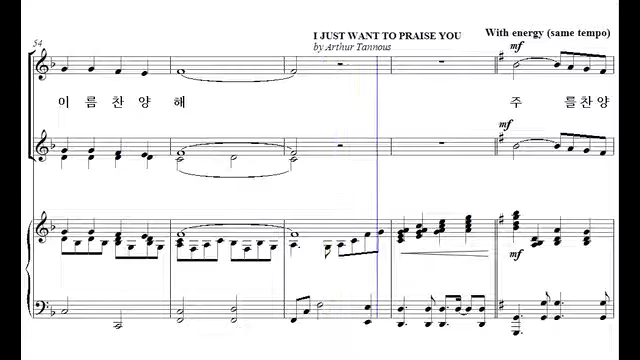 54
I JUST WANT TO PRAISE YOU
by Arthur Tannous
With energy (same tempo)
mf
이 름 찬 양 해 주 를찬양
mf
mf